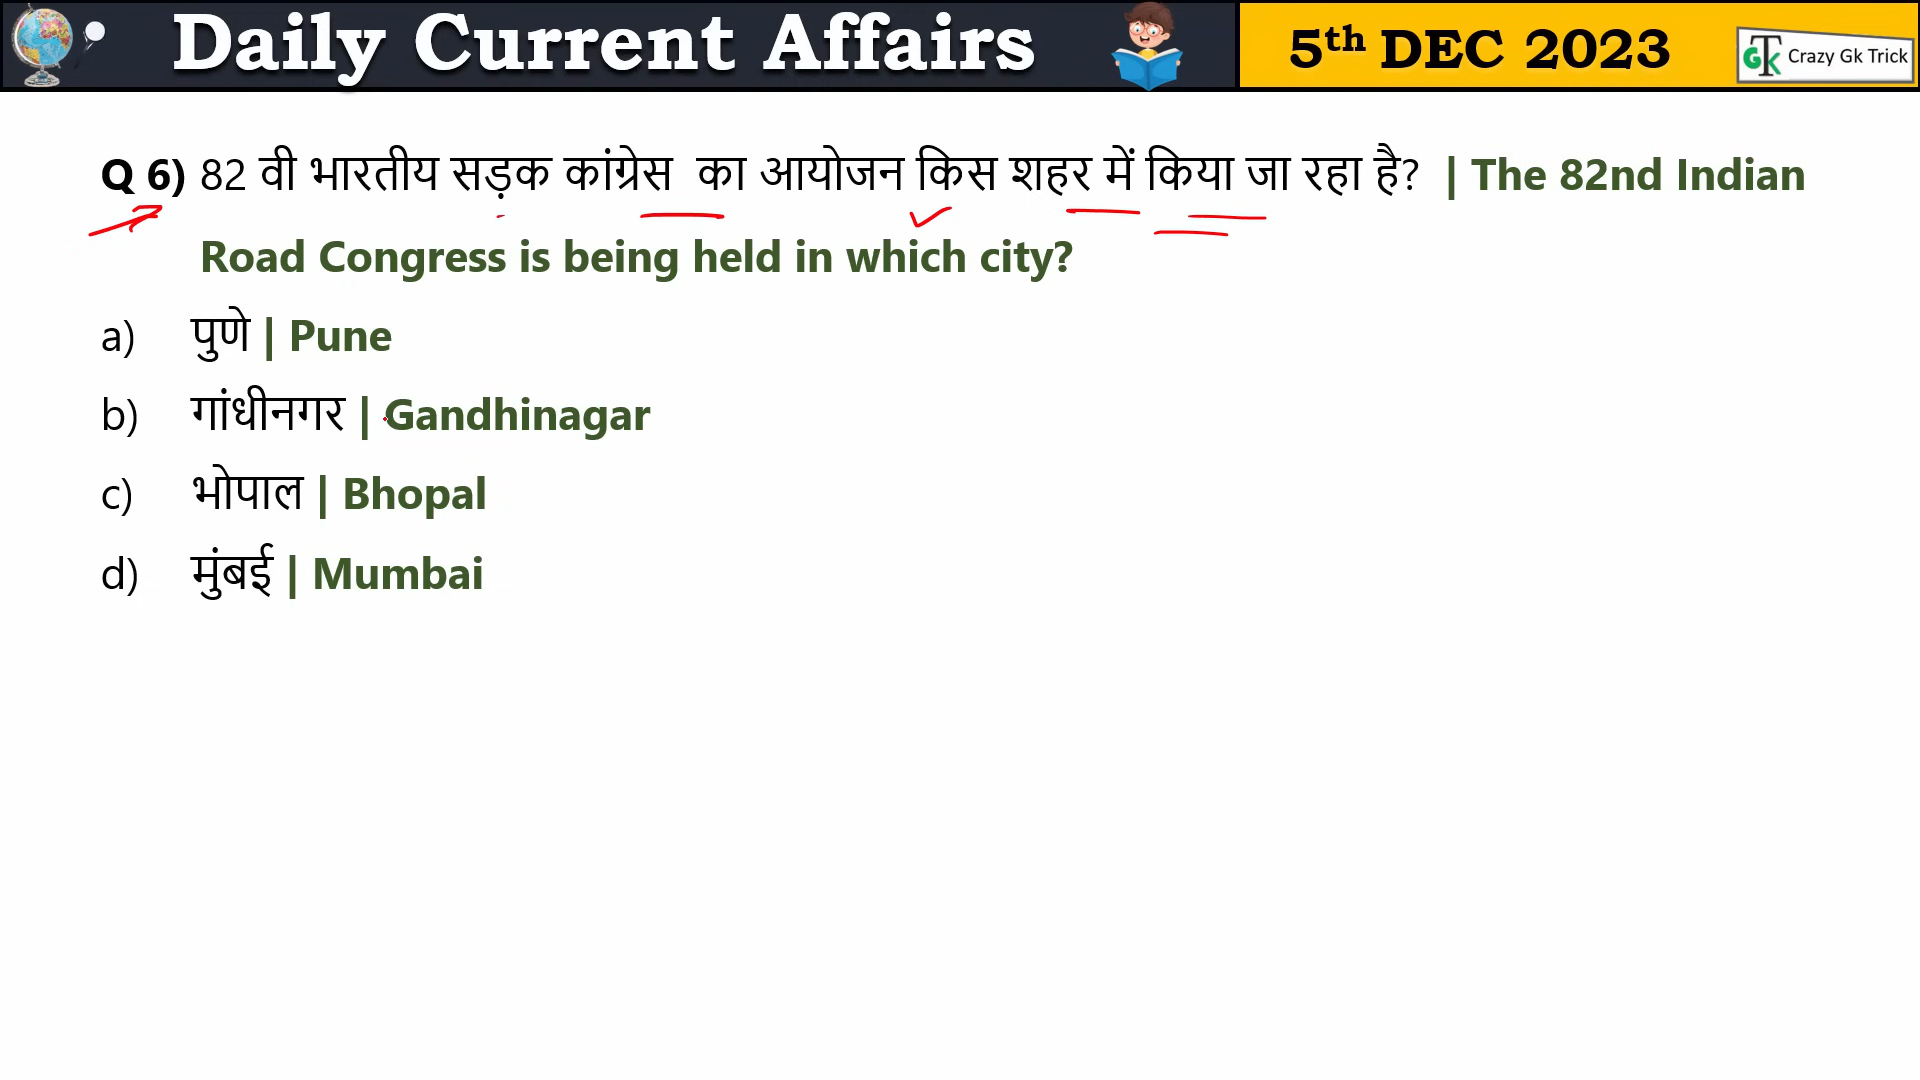 Daily Current Affairs
5th DEC 2023
GTK Crazy Gk Trick
Q 6) 82 वी भारतीय सड़क कांग्रेस का आयोजन किस शहर में किया जा रहा है? | The 82nd Indian
Road Congress is being held in which city?
a) पुणे | Pune
b) गांधीनगर | Gandhinagar
c) भोपाल | Bhopal
d) मुंबई | Mumbai